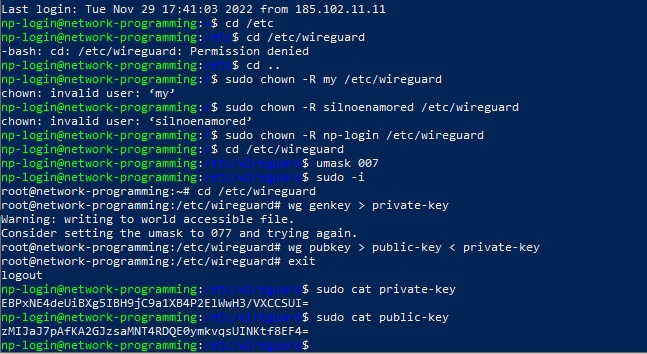 Last login: Tue Nov 29 17:41:03 2022 from 185.102.11.11
np-login@network-programming:~$ cd /etc
np-login@network-programming:/etc$ cd /etc/wireguard
-bash: cd: /etc/wireguard: Permission denied
np-login@network-programming:/etc$ cd ..
np-login@network-programming:/$ sudo chown -R my /etc/wireguard
chown: invalid user: ‘my’
np-login@network-programming:/$ sudo chown -R silnoenamored /etc/wireguard
chown: invalid user: ‘silnoenamored’
np-login@network-programming:/$ sudo chown -R np-login /etc/wireguard
np-login@network-programming:/$ cd /etc/wireguard
np-login@network-programming:/etc/wireguard$ umask 007
np-login@network-programming:/etc/wireguard$ sudo -i
root@network-programming:~# cd /etc/wireguard
root@network-programming:/etc/wireguard# wg genkey > private-key
Warning: writing to world accessible file.
Consider setting the umask to 077 and trying again.
root@network-programming:/etc/wireguard# wg pubkey > public-key < private-key
root@network-programming:/etc/wireguard# exit
logout
np-login@network-programming:/etc/wireguard$ sudo cat private-key
EBPxNE4deUiBXg5IBH9jC9a1XB4P2ElWwH3/VXCCSUI=
np-login@network-programming:/etc/wireguard$ sudo cat public-key
zMIJaJ7pAfKA2GJzsaMNT4RDQE0ymkvqsUINKtf8EF4=
np-login@network-programming:/etc/wireguard$